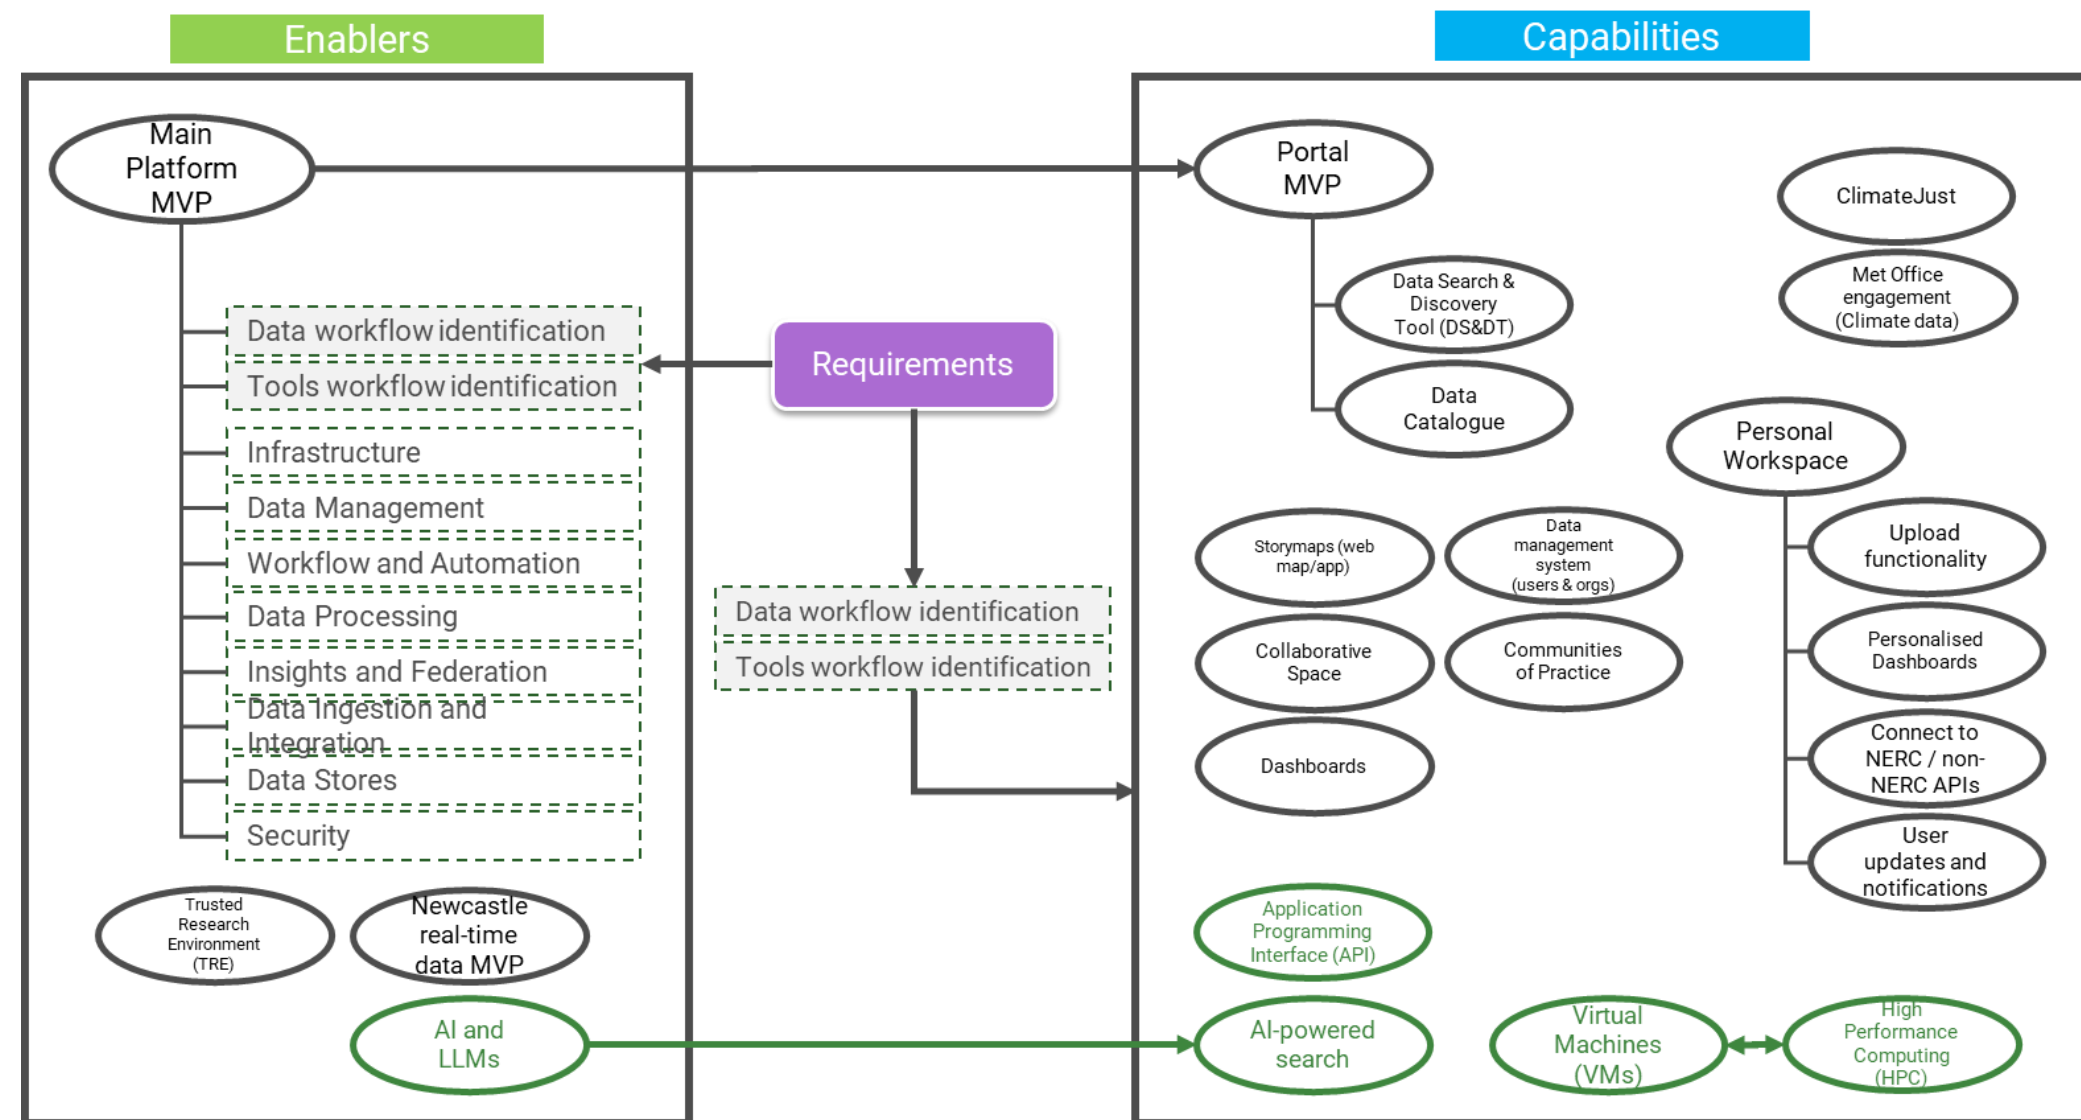 Enablers
Capabilities
Main
Platform
MVP
Data workflow identification
Tools workflow identification
Infrastructure
Data Management
Workflow and Automation
Data Processing
Insights and Federation
Data Ingestion and
Integration
Data Stores
Security
Trusted
Research
Environment
(TRE)
Newcastle
real-time
data MVP
AI and
LLMs
Requirements
Data workflow identification
Tools workflow identification
Portal
MVP
Data Search &
Discovery
Tool (DS&DT)
Data
Catalogue
ClimateJust
Met Office
engagement
(Climate data)
Personal
Workspace
Upload
functionality
Personalised
Dashboards
Connect to
NERC / non-
NERC APIs
User
updates and
notifications
Storymaps (web
map/app)
Data
management
system
(users & orgs)
Collaborative
Space
Communities
of Practice
Dashboards
Application
Programming
Interface (API)
AI-powered
search
Virtual
Machines
(VMs)
High
Performance
Computing
(HPC)